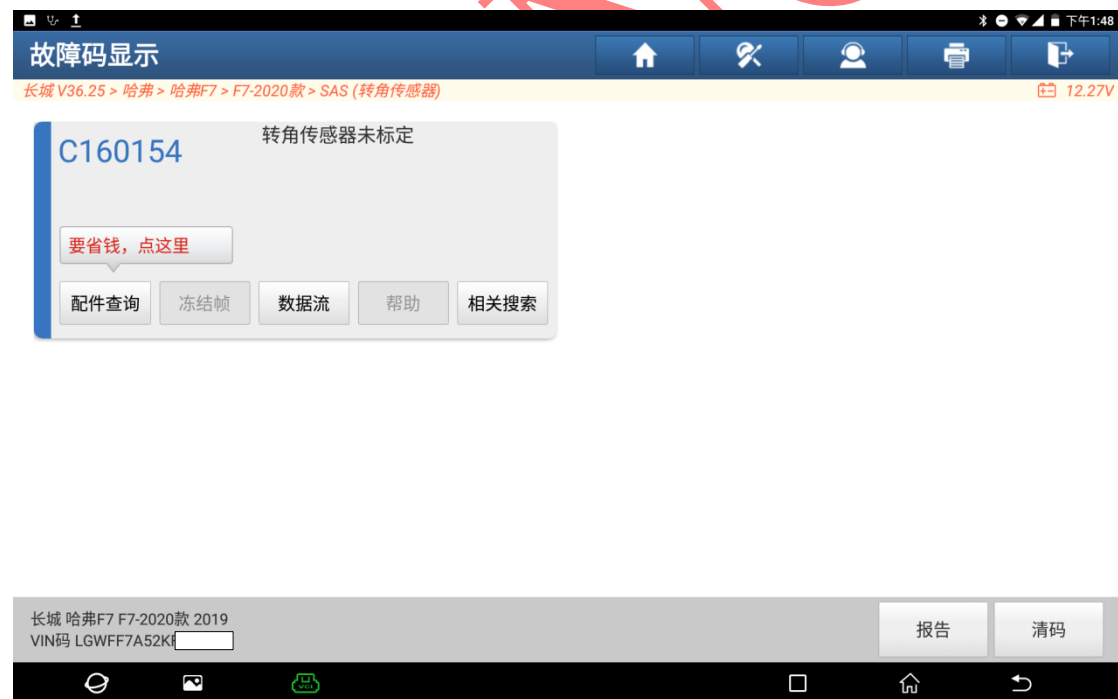 下午1:48
故障码显示
长城 V36.25 > 哈弗 > 哈弗F7 > F7-2020款 > SAS (转角传感器)
12.27V
C160154
转角传感器未标定
要省钱，点这里
配件查询 冻结帧 数据流 帮助 相关搜索
长城 哈弗F7 F7-2020款 2019
VIN码 LGWFF7A52K
报告 清码
VCI